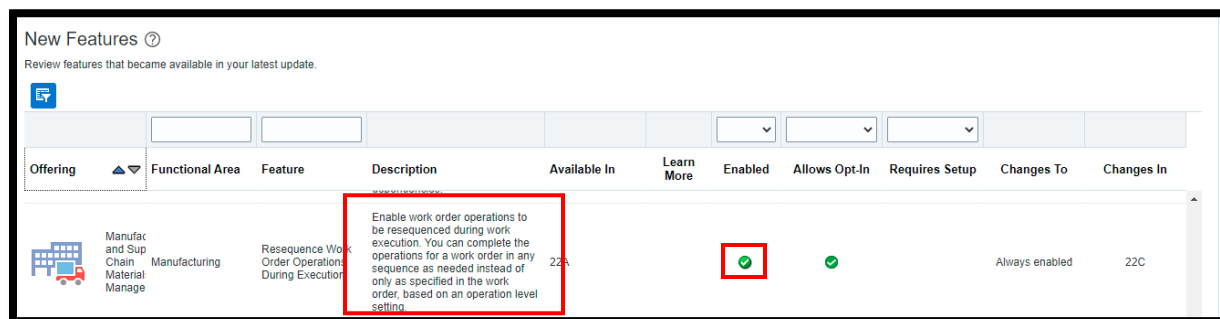 New Features
Review features that became available in your latest update.
Offering Functional Area Feature Description Available In Learn More Enabled Allows Opt-In Requires Setup Changes To Changes In
dependencies.
Manufac
and Sup
Chain
Material
Manage
Manufacturing
Resequence Work
Order Operations
During Execution
Enable work order operations to
be resequenced during work
execution. You can complete the
operations for a work order in any
sequence as needed instead of
only as specified in the work
order, based on an operation level
setting.
22A
Always enabled
22C